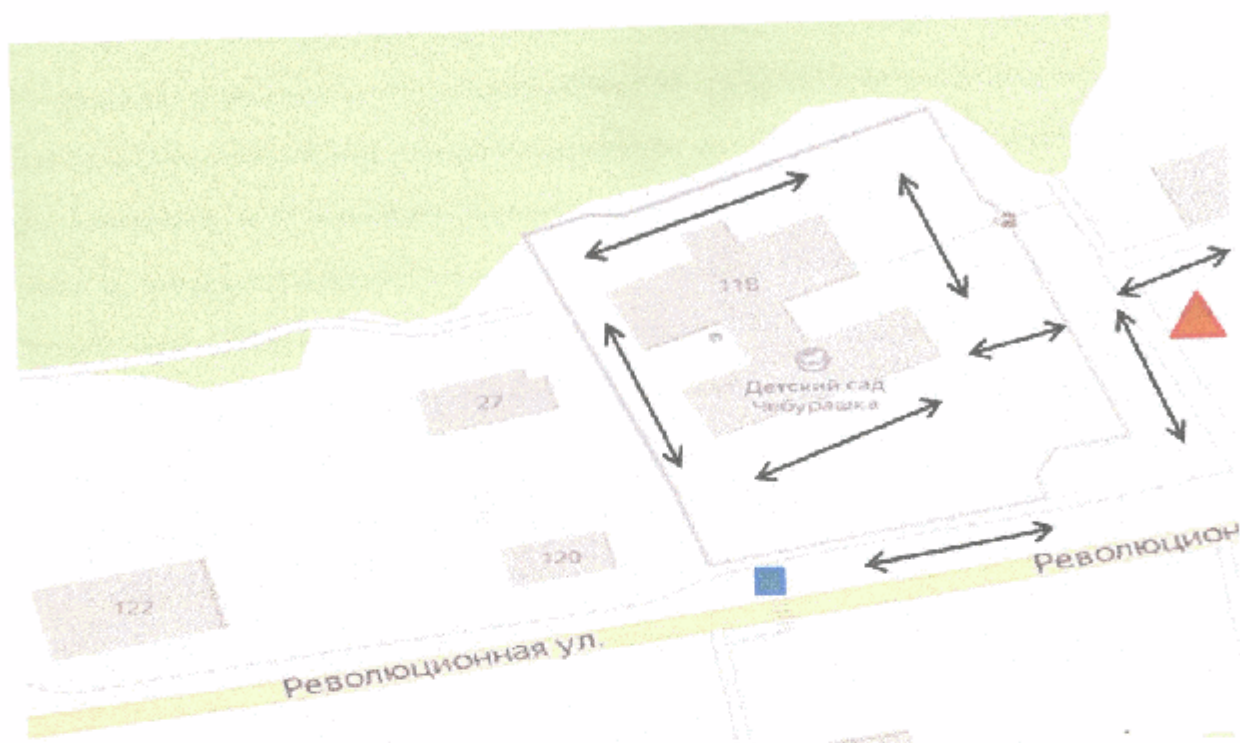 118
Детский сад
Чебурашка
27
120
122
Революцион
Революционная ул.